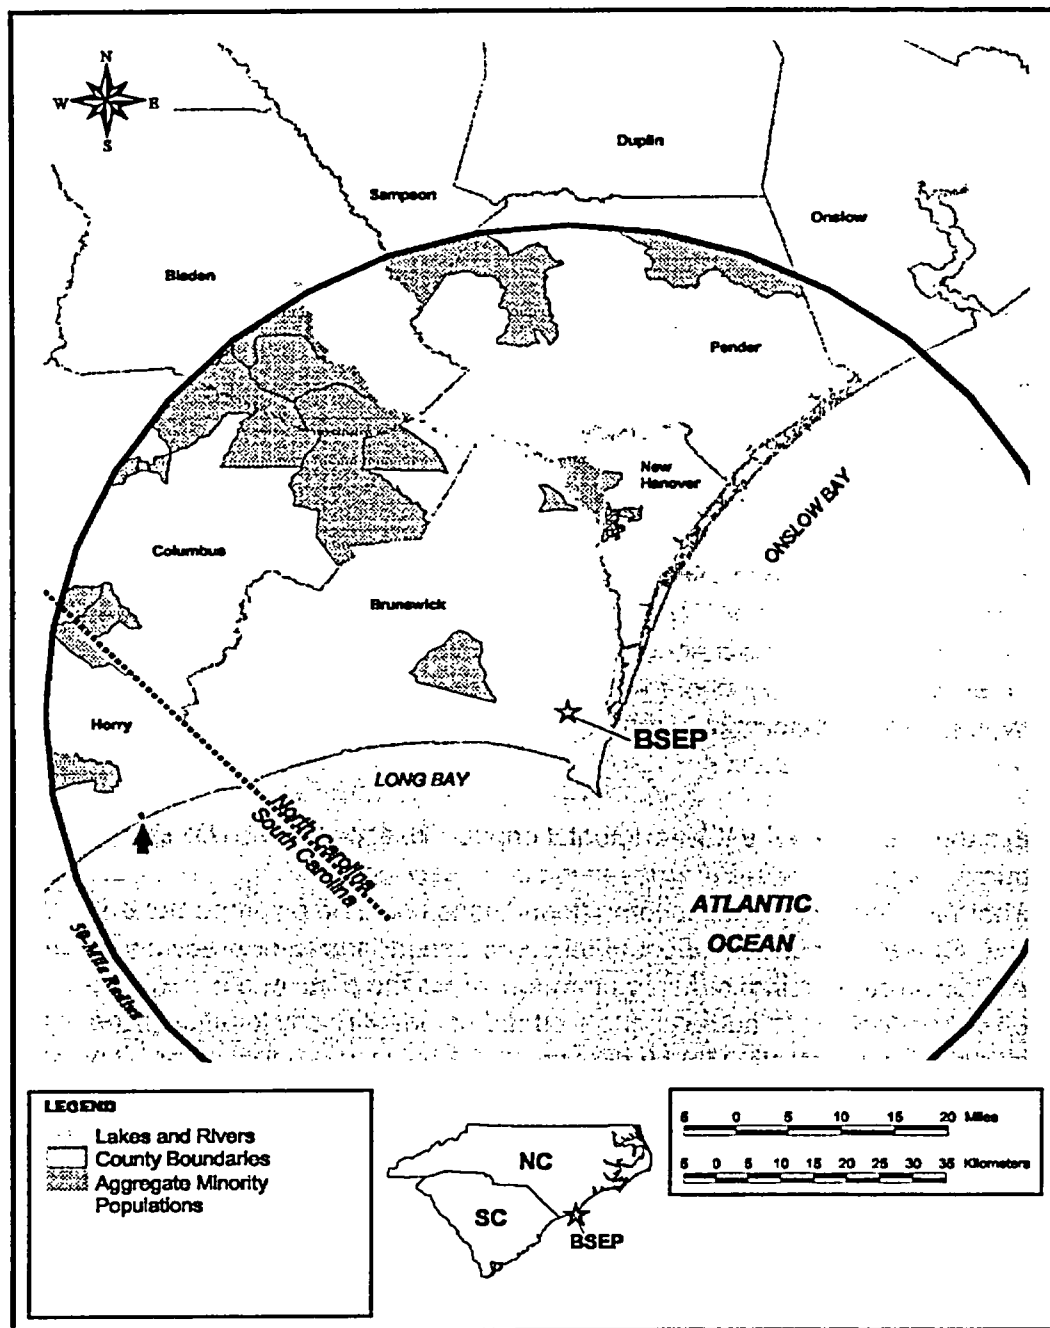 N
W E
S
Duplin
Sampson
Onslow
Bladen
Pender
New
Hanover
ONSLOW BAY
Columbus
Brunswick
Horry
BSEP
LONG BAY
North Carolina
South Carolina
ATLANTIC
OCEAN
50-Mile Radius
LEGEND
Lakes and Rivers
County Boundaries
Aggregate Minority
Populations
NC
SC
BSEP
5 0 5 10 15 20 Miles
5 0 5 10 15 20 25 30 35 Kilometers